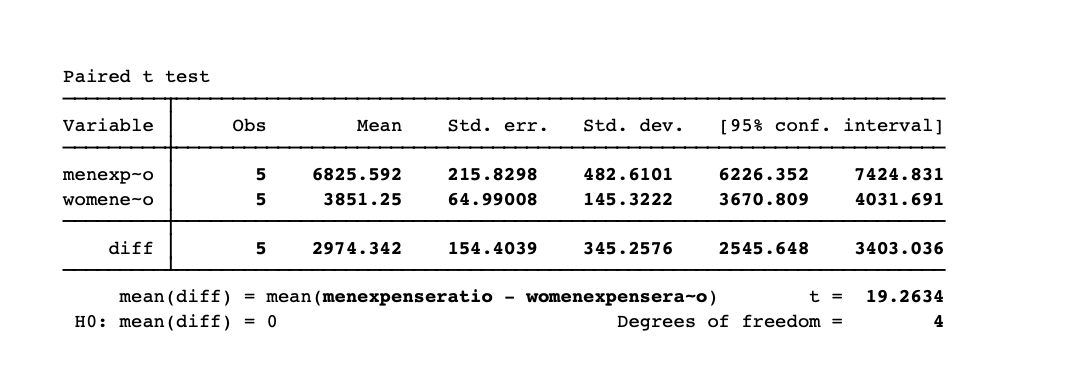 Paired t test
Variable Obs Mean Std. err. Std. dev. [95% conf. interval]
menexp~o 5 6825.592 215.8298 482.6101 6226.352 7424.831
womene~o 5 3851.25 64.99008 145.3222 3670.809 4031.691
diff 5 2974.342 154.4039 345.2576 2545.648 3403.036
mean(diff) = mean(menexpenseratio - womenexpensera~o) t = 19.2634
H0: mean(diff) = 0 Degrees of freedom = 4